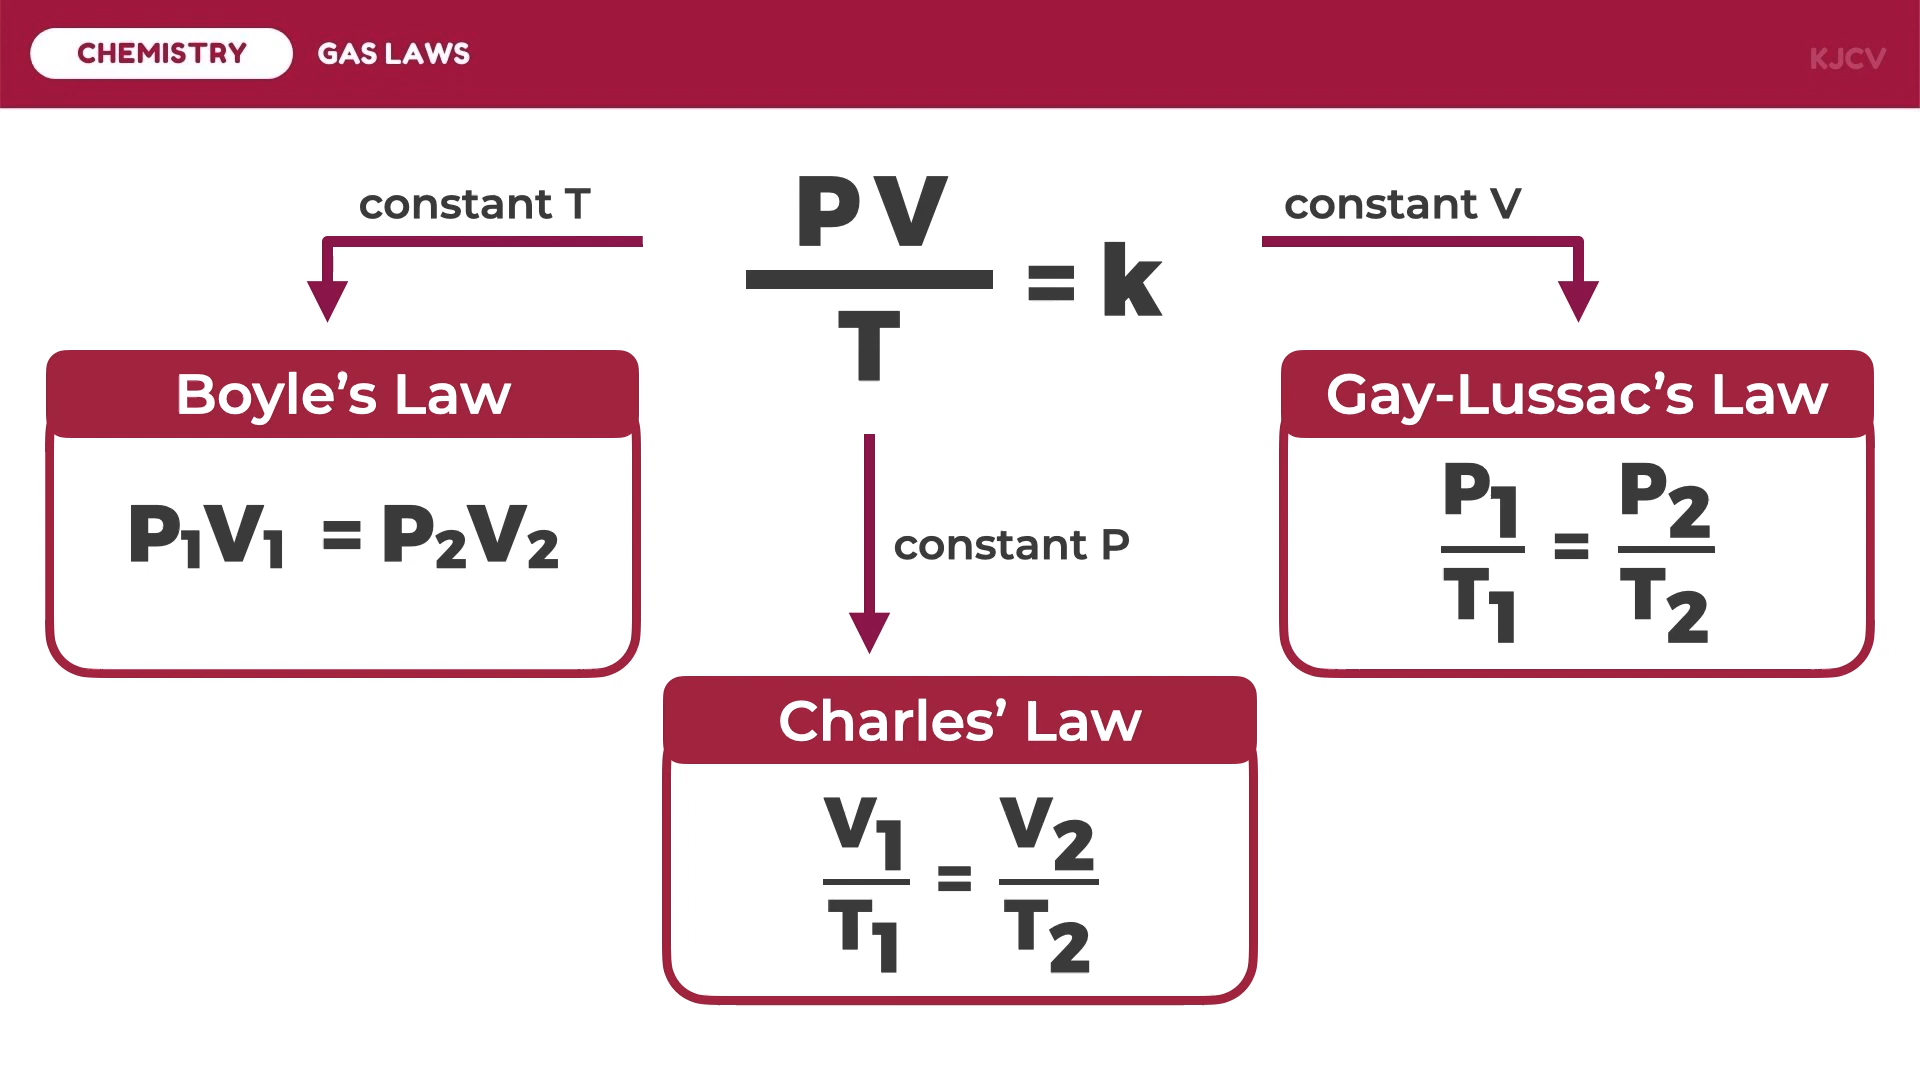 CHEMISTRY GAS LAWS KJCV
constant T
PV
T
= k
constant V
Boyle’s Law
P₁V₁ = P₂V₂
constant P
Gay-Lussac’s Law
P₁/T₁ = P₂/T₂
Charles’ Law
V₁/T₁ = V₂/T₂